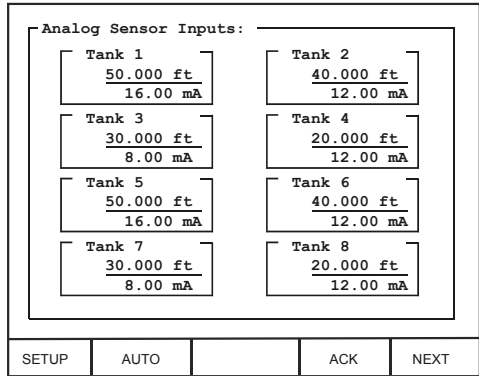 Analog Sensor Inputs:
Tank 1
50.000 ft
16.00 mA
Tank 2
40.000 ft
12.00 mA
Tank 3
30.000 ft
8.00 mA
Tank 4
20.000 ft
12.00 mA
Tank 5
50.000 ft
16.00 mA
Tank 6
40.000 ft
12.00 mA
Tank 7
30.000 ft
8.00 mA
Tank 8
20.000 ft
12.00 mA
SETUP AUTO ACK NEXT